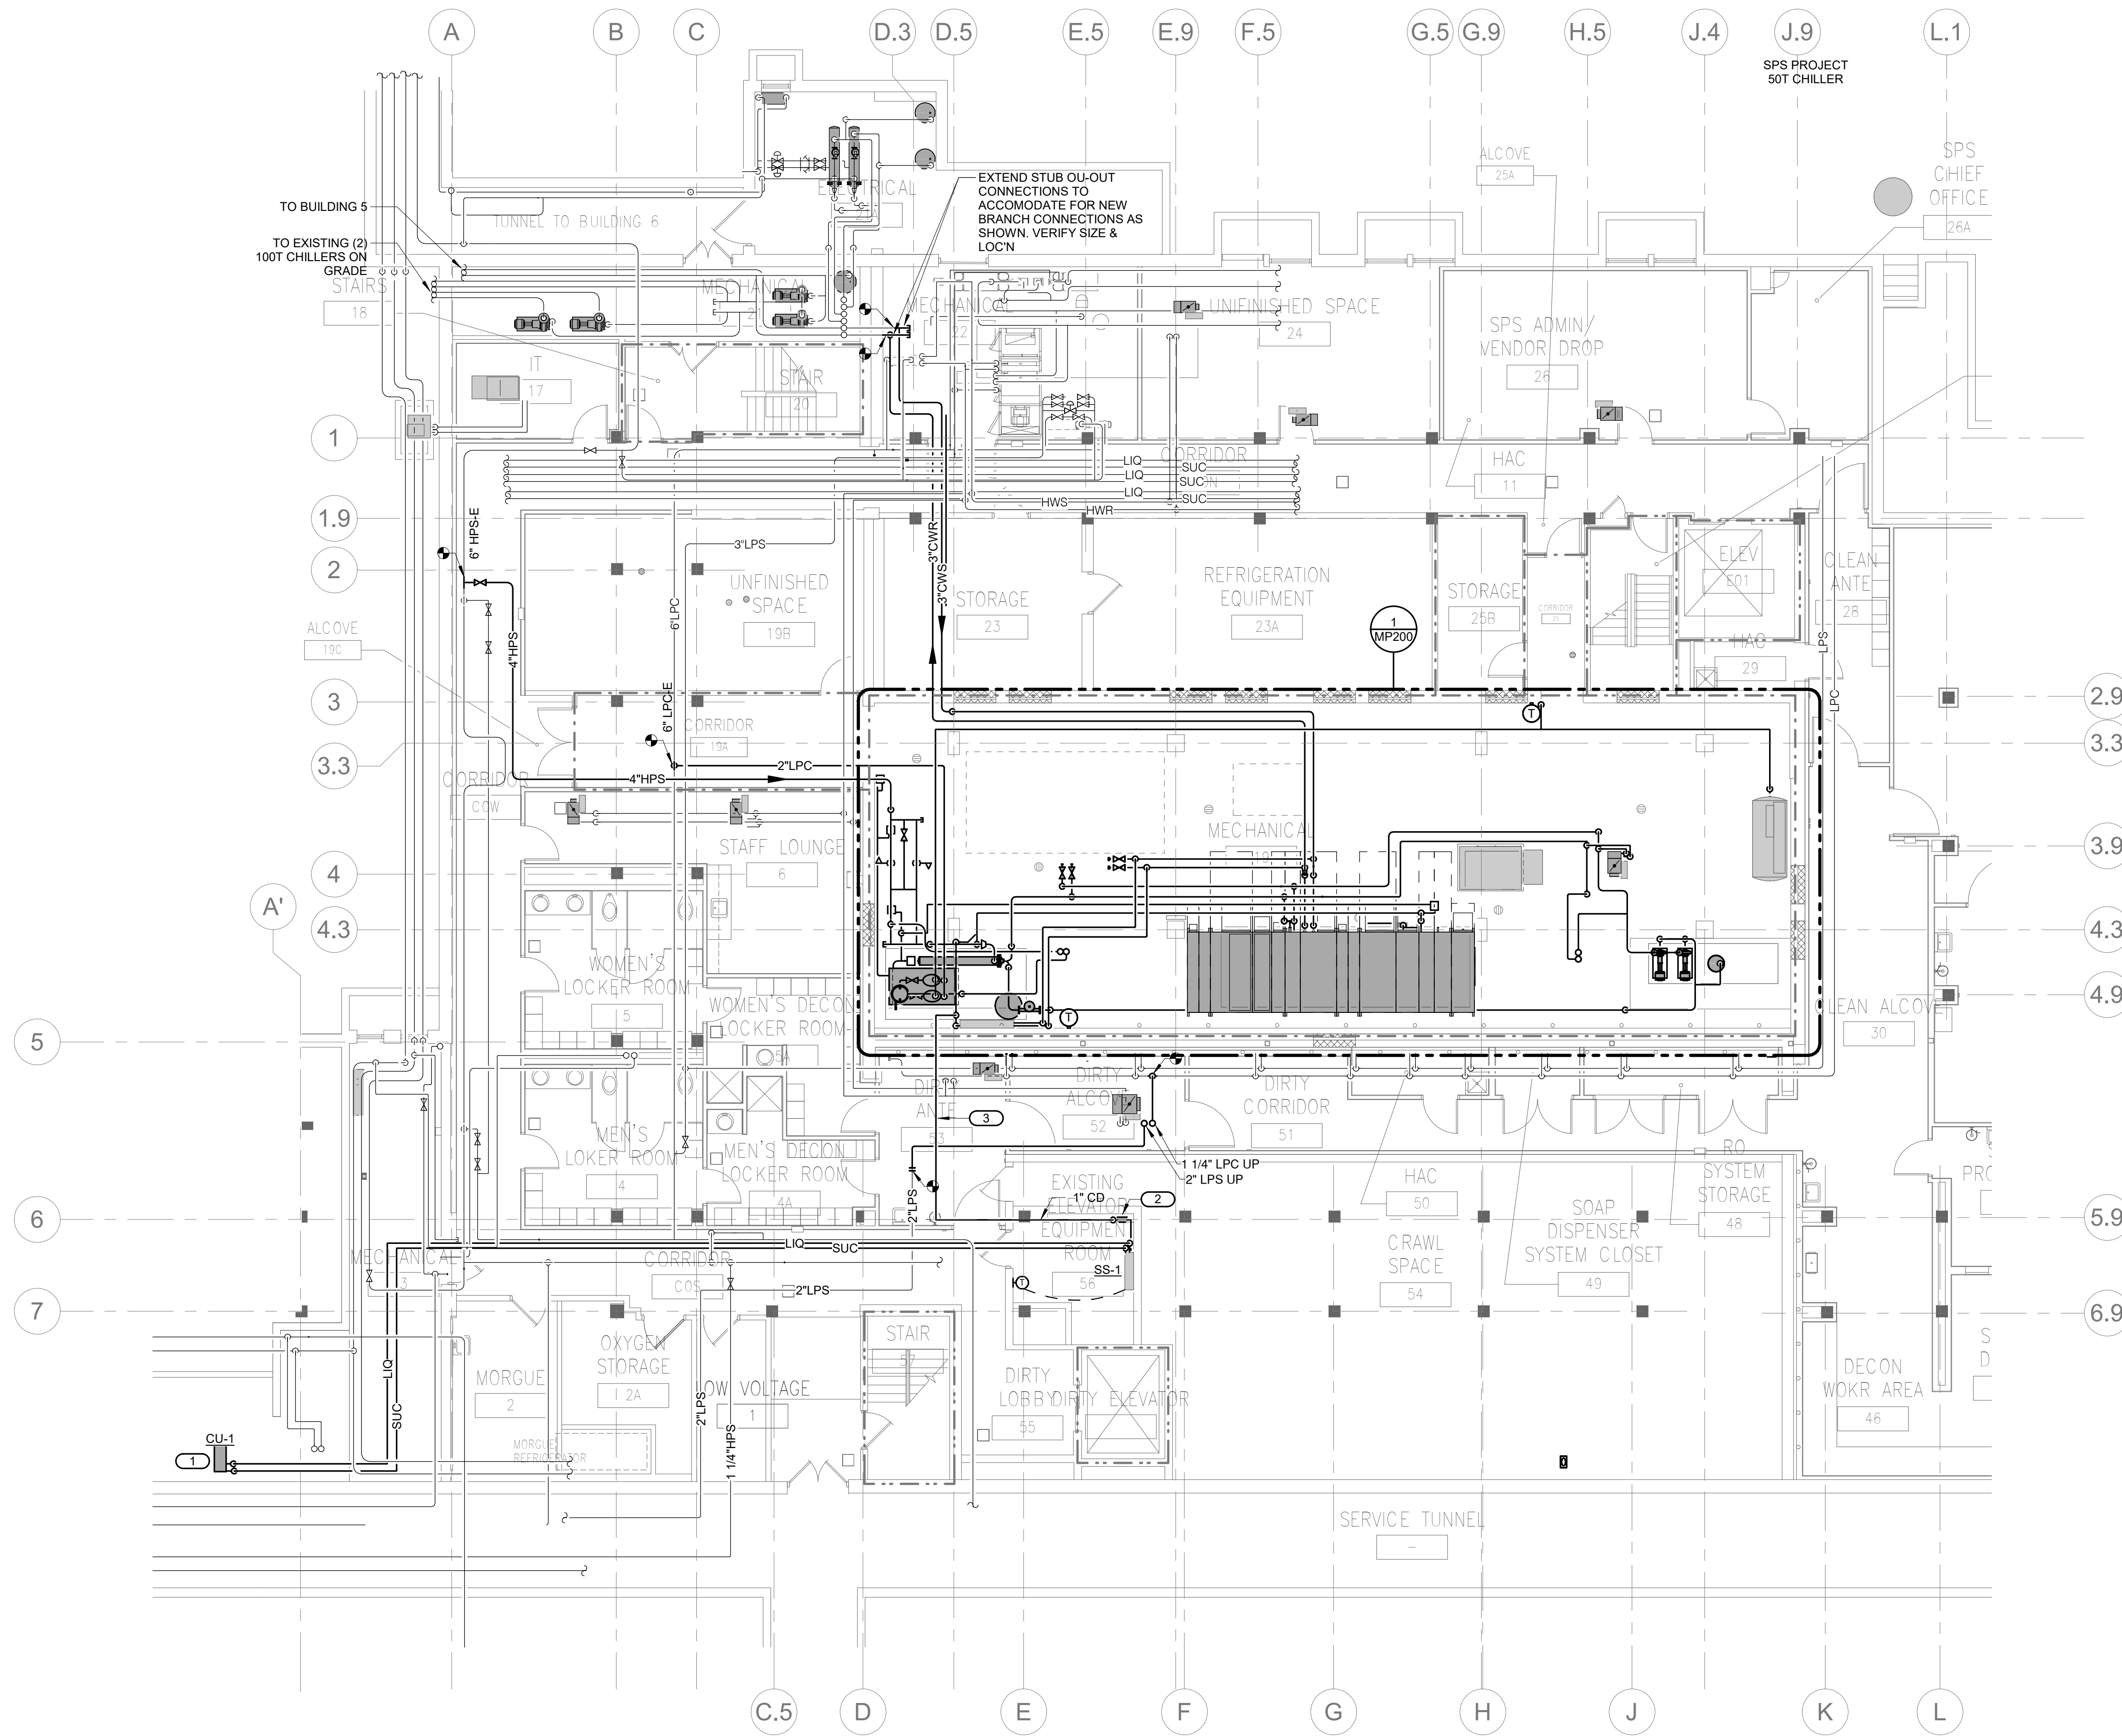 A
B
C
D.3
D.5
E.5
E.9
F.5
G.5
G.9
H.5
J.4
J.9
L.1
SPS PROJECT
50T CHILLER
ALCOVE
25A
SPS
CHIEF
OFFICE
26A
ELECTRICAL
21A
EXTEND STUB OU-OUT
CONNECTIONS TO
ACCOMODATE FOR NEW
BRANCH CONNECTIONS AS
SHOWN. VERIFY SIZE &
LOC'N
TO BUILDING 5
TUNNEL TO BUILDING 6
TO EXISTING (2)
100T CHILLERS ON
GRADE
STAIRS
18
MECHANICAL
21
MECHANICAL
22
UNIFINISHED SPACE
24
SPS ADMIN/
VENDOR DROP
26
IT
17
STAIR
20
1
CORRIDOR
LIQ
SUC
LIQ
SUC
LIQ
SUC
HWS
HWR
HAC
11
1.9
6" HPS-E
3"LPS
3"CWR
3"CWS
2
UNFINISHED
SPACE
19B
6"LPC
STORAGE
23
REFRIGERATION
EQUIPMENT
23A
STORAGE
25B
CORRIDOR
25
ELEV
E01
CLEAN
ANTE
28
ALCOVE
19C
4"HPS
1
MP200
HAC
29
LPS
LPC
3
2.9
6" LPC-E
CORRIDOR
19A
T
3.3
3.3
2"LPC
4"HPS
CORRIDOR
COW
STAFF LOUNGE
6
MECHANICAL
19
3.9
4
A'
4.3
4.3
WOMEN'S
LOCKER ROOM
5
WOMEN'S DECON
LOCKER ROOM
5A
T
4.9
CLEAN ALCOVE
30
5
DIRTY
ANTE
53
3
DIRTY
ALCOVE
52
DIRTY
CORRIDOR
51
MEN'S
LOKER ROOM
4
MEN'S DECON
LOCKER ROOM
4A
1 1/4" LPC UP
2" LPS UP
HAC
50
RO
SYSTEM
STORAGE
48
PRO
2"LPS
EXISTING
ELEVATOR
EQUIPMENT
ROOM
56
1" CD
2
6
5.9
LIQ
SUC
SOAP
DISPENSER
SYSTEM CLOSET
49
CRAWL
SPACE
54
MECHANICAL
3
CORRIDOR
COS
SS-1
T
2"LPS
7
6.9
STAIR
57
OXYGEN
STORAGE
2A
MORGUE
2
LOW VOLTAGE
1
LIQ
SUC
2"LPS
1 1/4"HPS
DIRTY
LOBBY
55
DIRTY ELEVATOR
S
D
DECON
WOKR AREA
46
MORGUE
REFRIGERATOR
CU-1
1
SERVICE TUNNEL
-
C.5
D
E
F
G
H
J
K
L